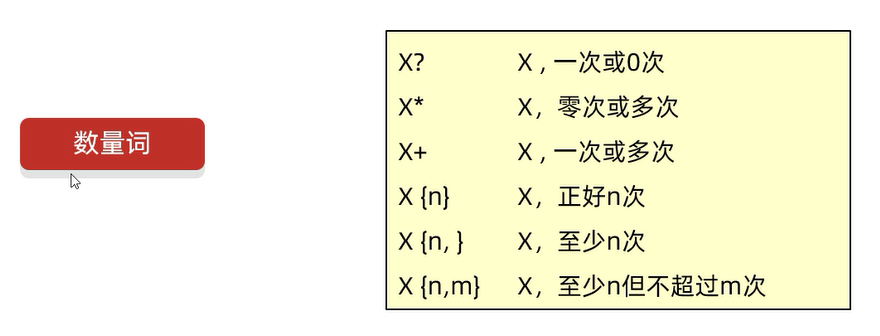 数量词
X? X , 一次或0次
X* X，零次或多次
X+ X , 一次或多次
X {n} X，正好n次
X {n, } X，至少n次
X {n,m} X，至少n但不超过m次